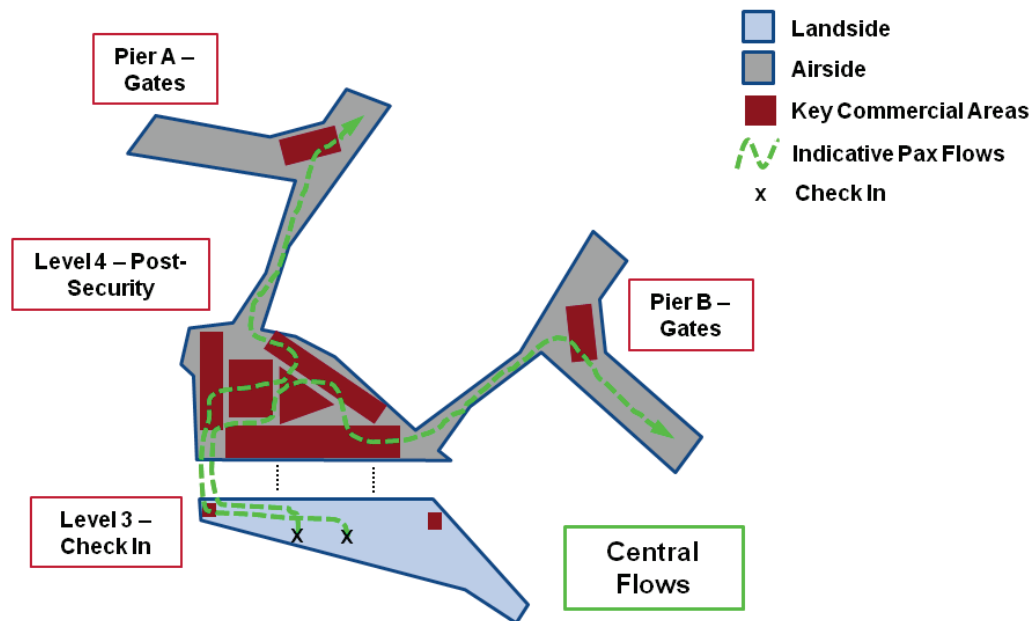 Pier A –
Gates
Landside
Airside
Key Commercial Areas
Indicative Pax Flows
x Check In
Level 4 – Post-
Security
Pier B –
Gates
Level 3 –
Check In
x x
Central
Flows